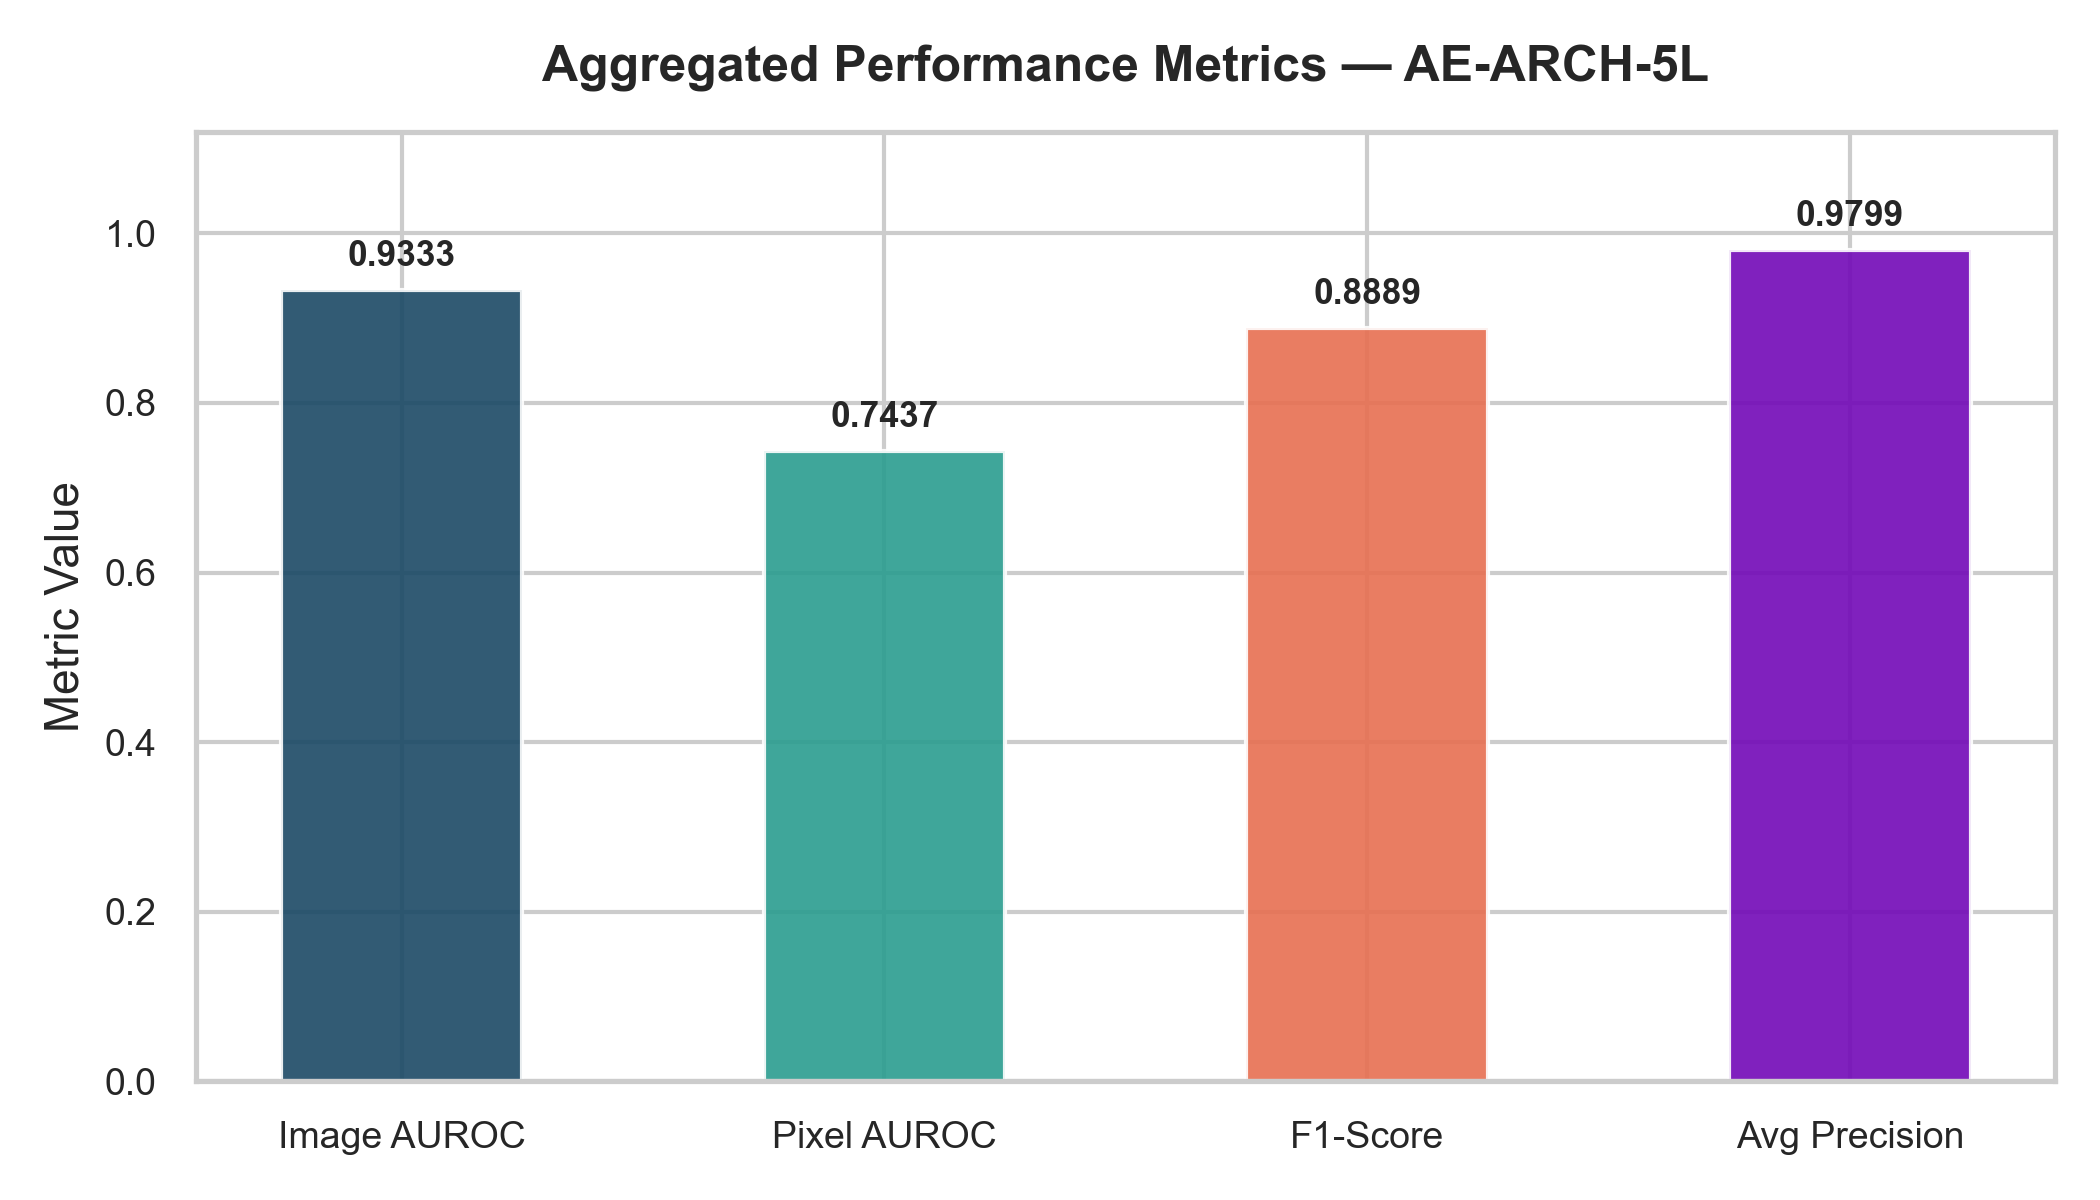 Aggregated Performance Metrics — AE-ARCH-5L
Metric Value
1.0
0.8
0.6
0.4
0.2
0.0
0.9333
0.7437
0.8889
0.9799
Image AUROC
Pixel AUROC
F1-Score
Avg Precision